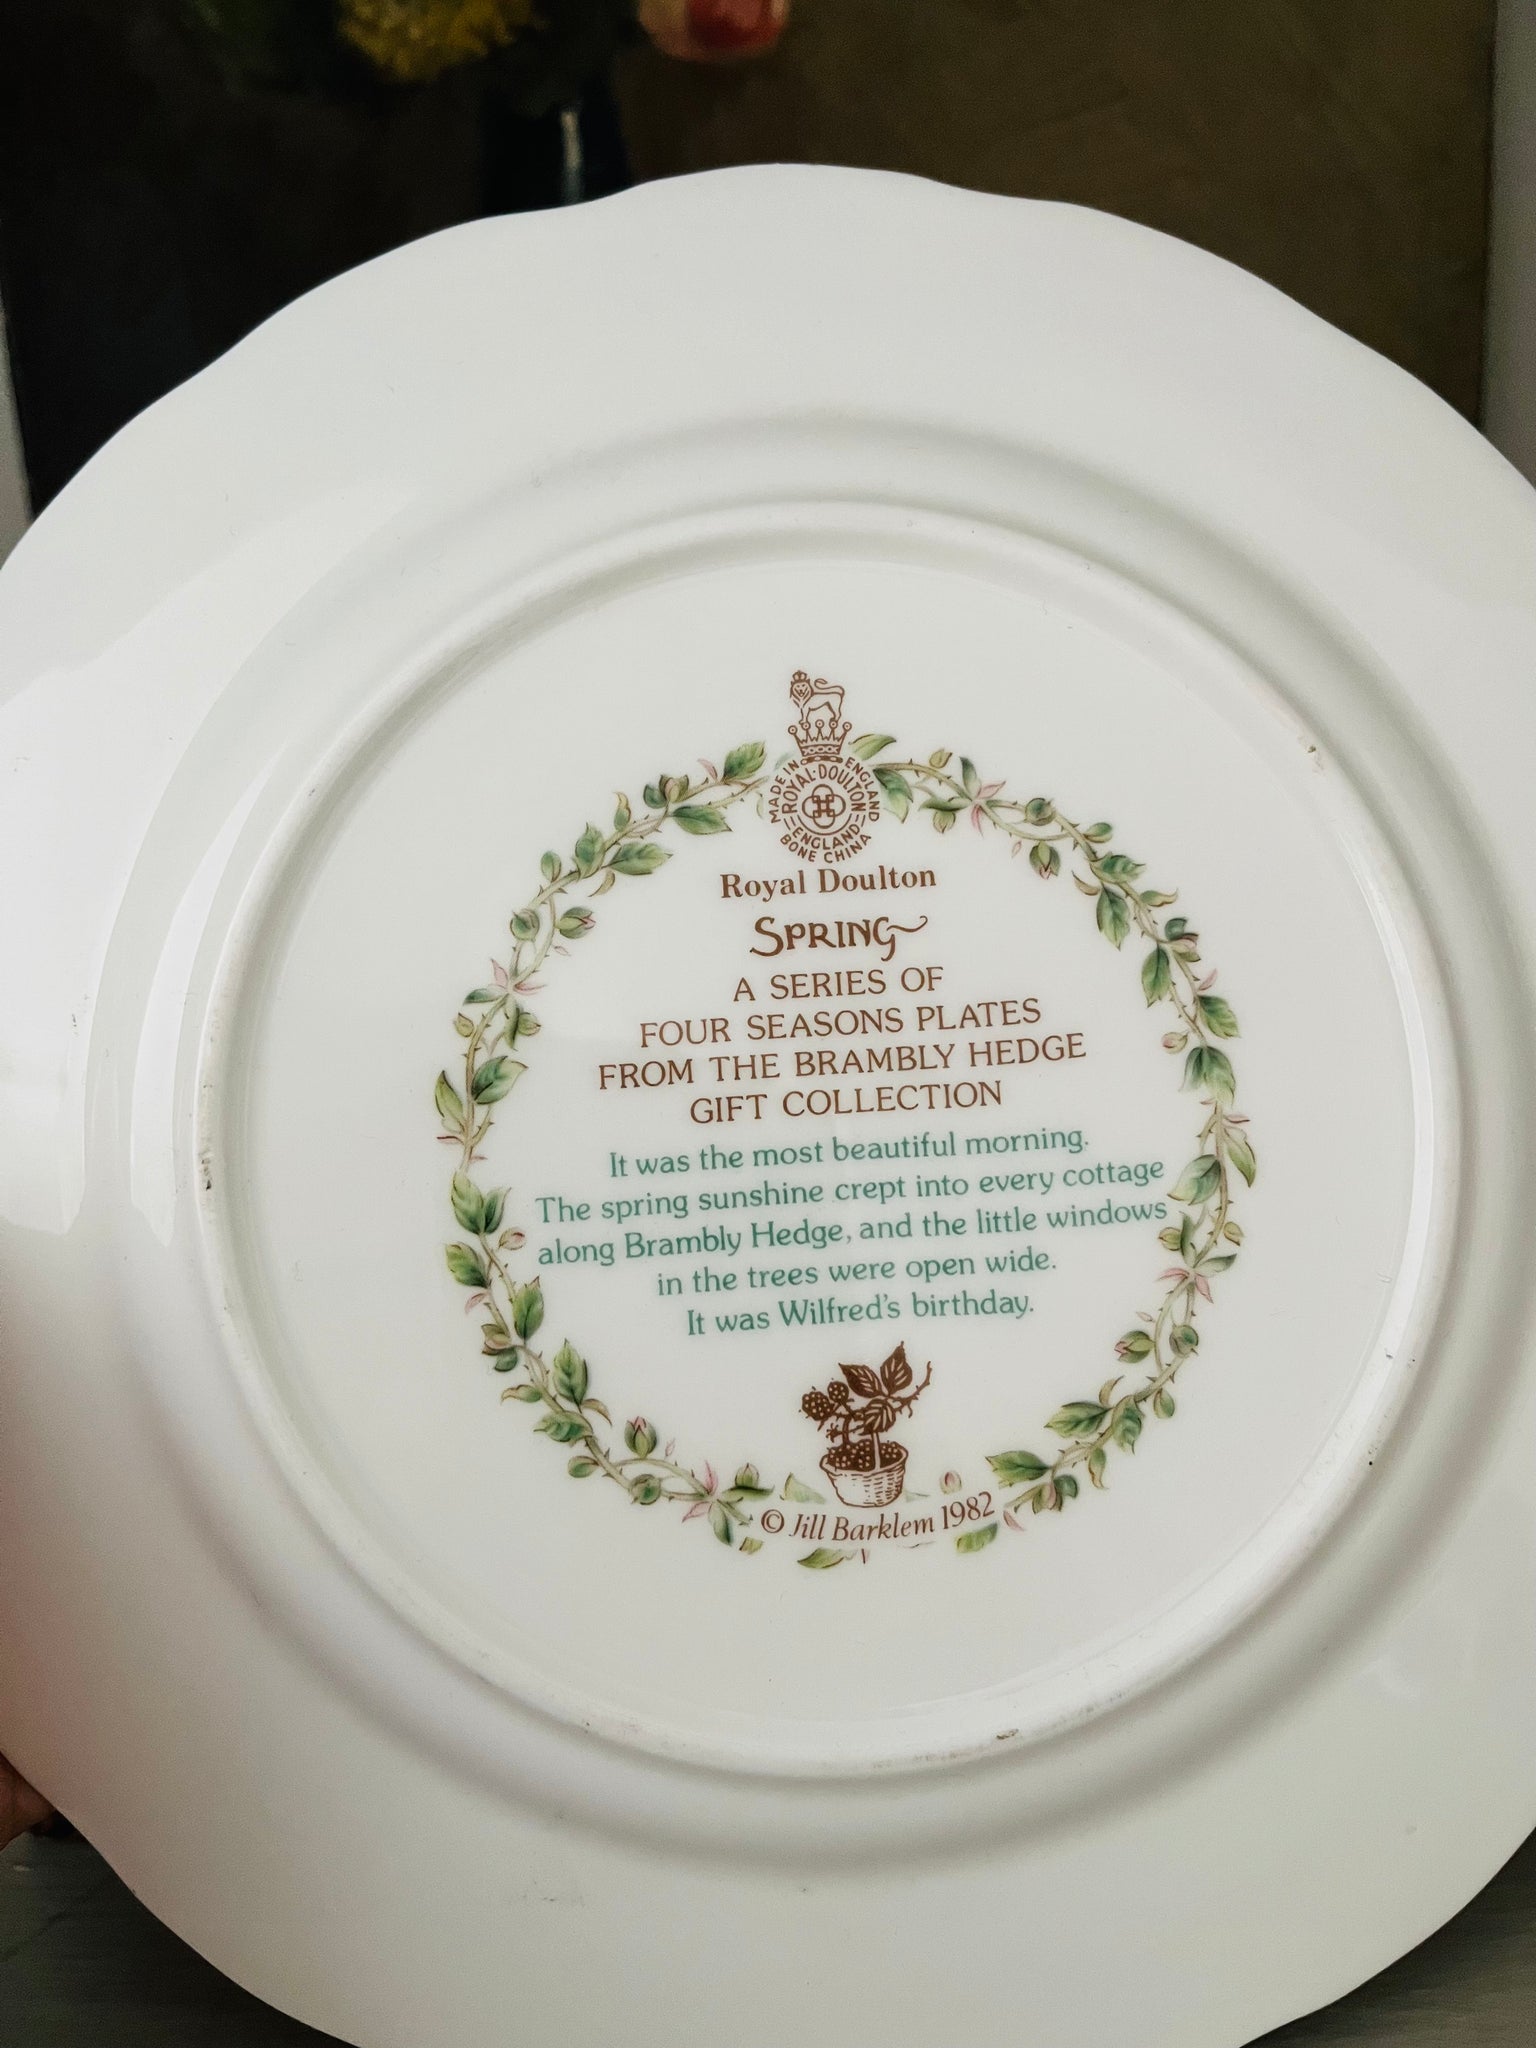 MADE IN ENGLAND
ROYAL·DOULTON
ENGLAND
BONE CHINA
Royal Doulton
SPRING
A SERIES OF
FOUR SEASONS PLATES
FROM THE BRAMBLY HEDGE
GIFT COLLECTION
It was the most beautiful morning.
The spring sunshine crept into every cottage
along Brambly Hedge, and the little windows
in the trees were open wide.
It was Wilfred's birthday.
© Jill Barklem 1982